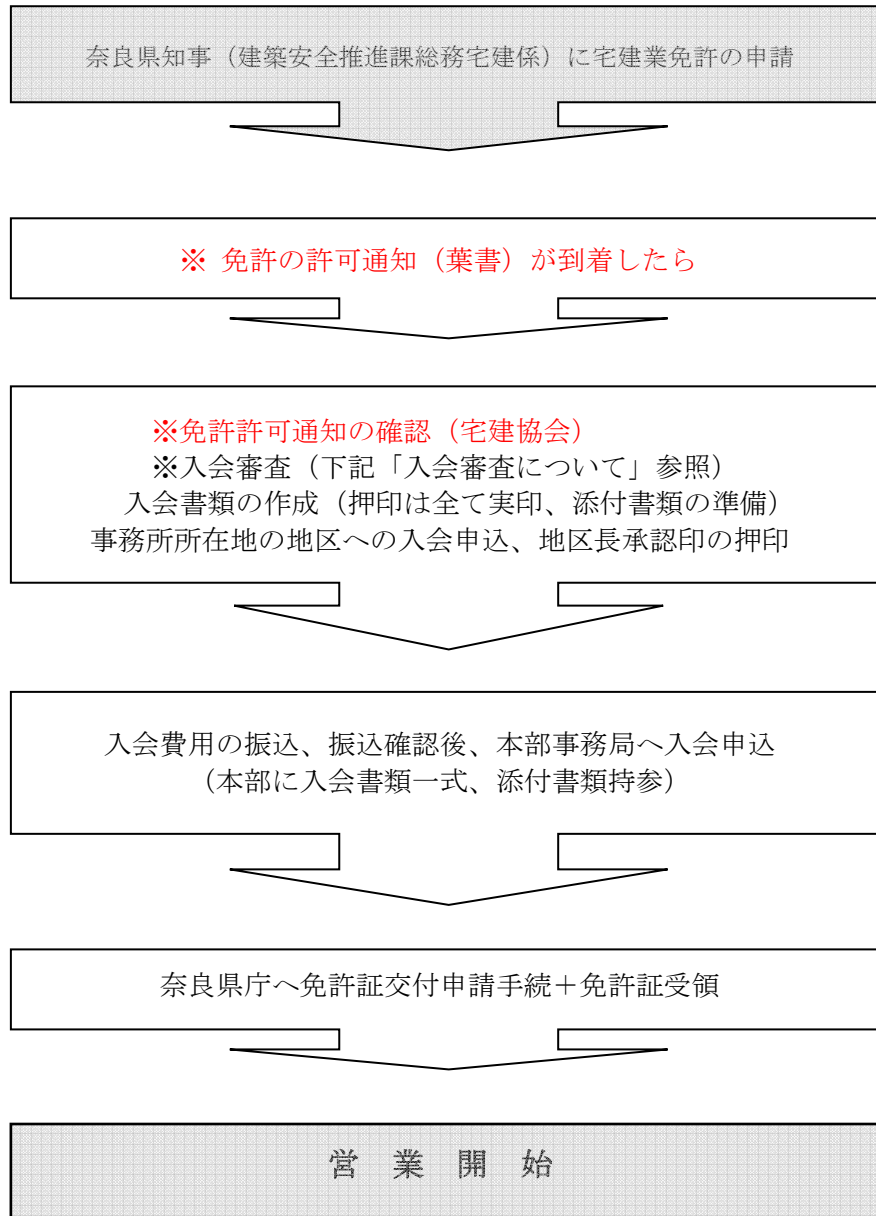 奈良県知事（建築安全推進課総務宅建係）に宅建業免許の申請
※ 免許の許可通知（葉書）が到着したら
※免許許可通知の確認（宅建協会）
※入会審査（下記「入会審査について」参照）
入会書類の作成（押印は全て実印、添付書類の準備）
事務所所在地の地区への入会申込、地区長承認印の押印
入会費用の振込、振込確認後、本部事務局へ入会申込
（本部に入会書類一式、添付書類持参）
奈良県庁へ免許証交付申請手続＋免許証受領
営　業　開　始